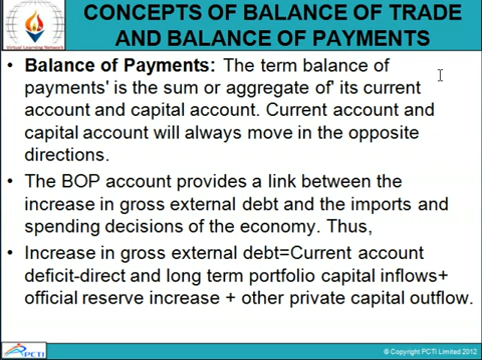 CONCEPTS OF BALANCE OF TRADE
AND BALANCE OF PAYMENTS
Virtual Learning Network
• Balance of Payments: The term balance of
payments' is the sum or aggregate of' its current
account and capital account. Current account and
capital account will always move in the opposite
directions.
• The BOP account provides a link between the
increase in gross external debt and the imports and
spending decisions of the economy. Thus,
• Increase in gross external debt=Current account
deficit-direct and long term portfolio capital inflows+
official reserve increase + other private capital outflow.
PCTI
© Copyright PCTI Limited 2012